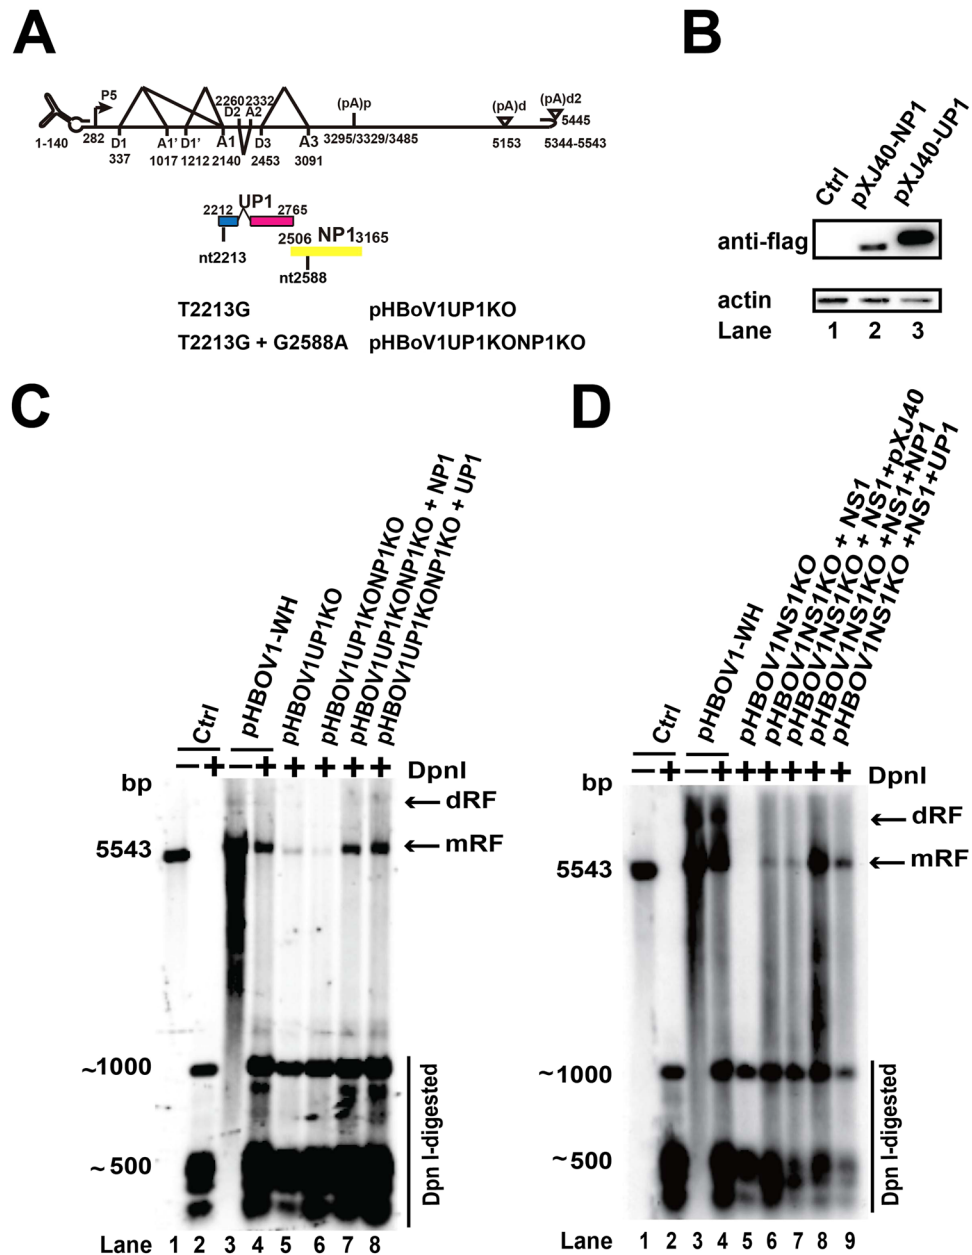 A
P5
2260 2332
D2 A2
(pA)p
(pA)d
(pA)d2
5445
1-140
282
D1
A1' D1'
A1
D3
A3
3295/3329/3485
5153
5344-5543
337
1017 1212 2140
2453
3091
UP1
2212
2765
2506 NP1 3165
nt2213
nt2588
T2213G pHBoV1UP1KO
T2213G + G2588A pHBoV1UP1KONP1KO
B
Ctrl
pXJ40-NP1
pXJ40-UP1
anti-flag
actin
Lane 1 2 3
C
Ctrl
pHBOV1-WH
pHBOV1UP1KO
pHBOV1UP1KONP1KO
pHBOV1UP1KONP1KO + NP1
pHBOV1UP1KONP1KO + UP1
− + − + + + + + DpnI
bp
dRF
5543
mRF
~1000
~500
Dpn I-digested
Lane 1 2 3 4 5 6 7 8
D
Ctrl
pHBOV1-WH
pHBOV1NS1KO
pHBOV1NS1KO + NS1
pHBOV1NS1KO + NS1+pXJ40
pHBOV1NS1KO +NS1+NP1
pHBOV1NS1KO +NS1+UP1
− + − + + + + + + DpnI
bp
dRF
5543
mRF
~1000
~500
Dpn I-digested
Lane 1 2 3 4 5 6 7 8 9